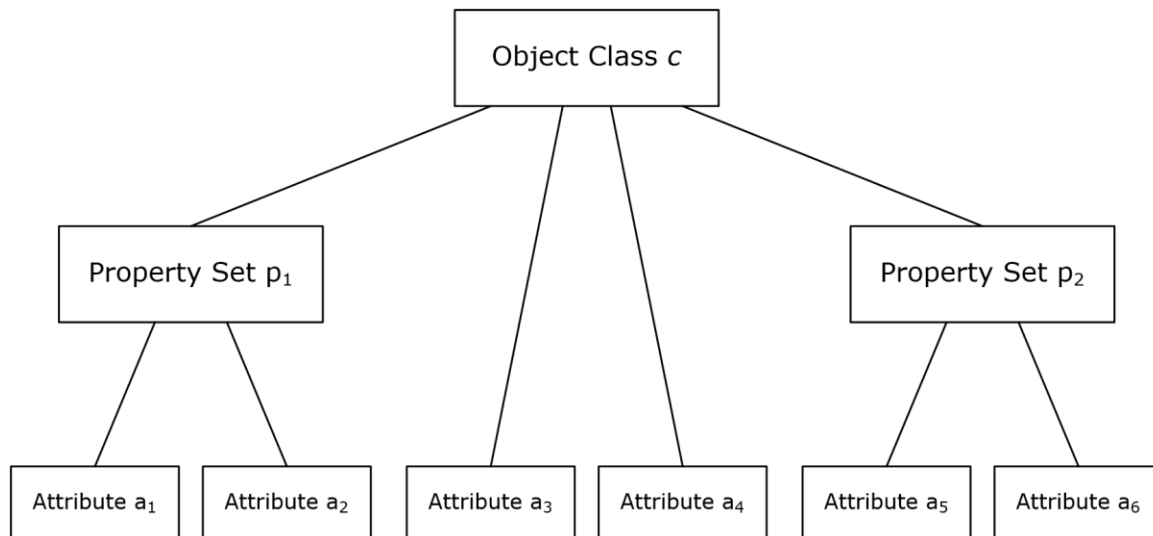 Object Class c
Property Set p₁
Property Set p₂
Attribute a₁
Attribute a₂
Attribute a₃
Attribute a₄
Attribute a₅
Attribute a₆